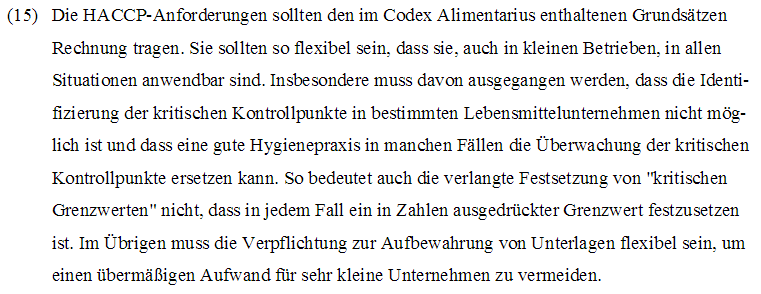 (15) Die HACCP-Anforderungen sollten den im Codex Alimentarius enthaltenen Grundsätzen
Rechnung tragen. Sie sollten so flexibel sein, dass sie, auch in kleinen Betrieben, in allen
Situationen anwendbar sind. Insbesondere muss davon ausgegangen werden, dass die Identi-
fizierung der kritischen Kontrollpunkte in bestimmten Lebensmittelunternehmen nicht mög-
lich ist und dass eine gute Hygienepraxis in manchen Fällen die Überwachung der kritischen
Kontrollpunkte ersetzen kann. So bedeutet auch die verlangte Festsetzung von "kritischen
Grenzwerten" nicht, dass in jedem Fall ein in Zahlen ausgedrückter Grenzwert festzusetzen
ist. Im Übrigen muss die Verpflichtung zur Aufbewahrung von Unterlagen flexibel sein, um
einen übermäßigen Aufwand für sehr kleine Unternehmen zu vermeiden.